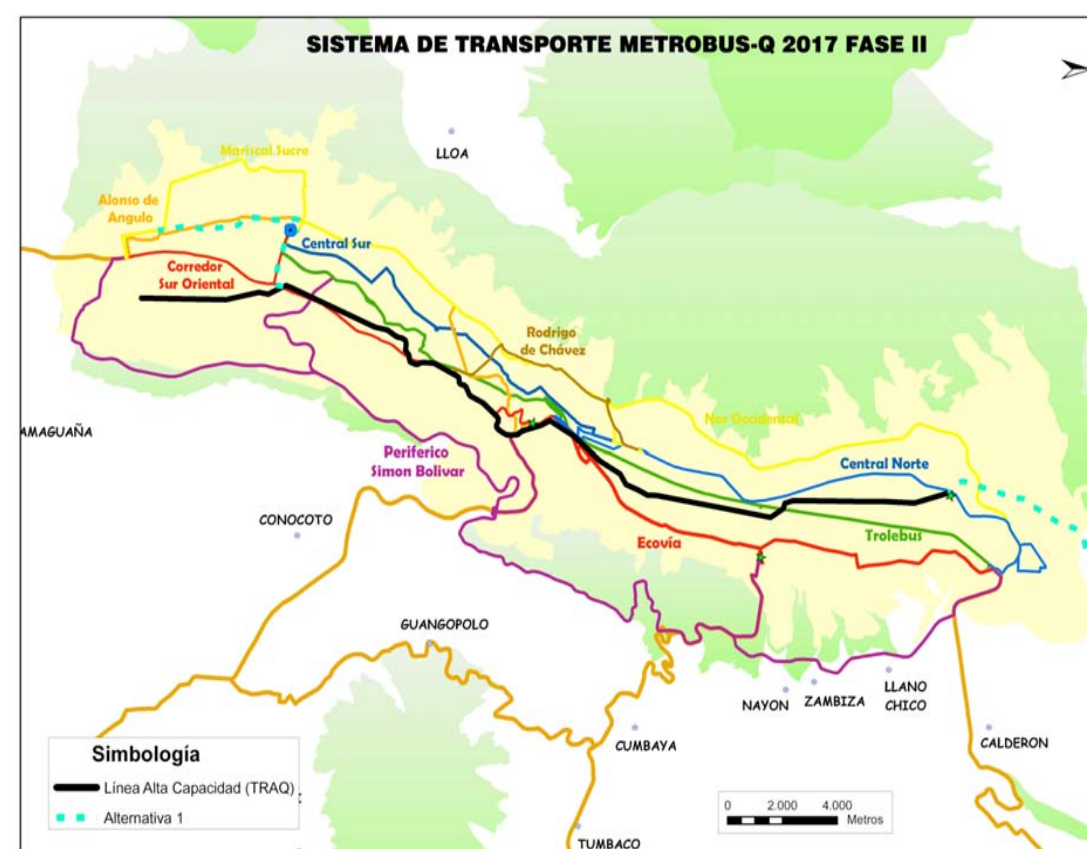 SISTEMA DE TRANSPORTE METROBUS-Q 2017 FASE II
Mariscal Sucre
LLOA
Alonso de
Angulo
Central Sur
Corredor
Sur Oriental
Rodrigo
de Chávez
AMAGUAÑA
Nor Occidental
Periferico
Simon Bolivar
Central Norte
CONOCOTO
Ecovía
Trolebus
GUANGOPOLO
NAYON
ZAMBIZA
LLANO
CHICO
CUMBAYA
CALDERON
Simbología
Línea Alta Capacidad (TRAQ)
Alternativa 1
0 2.000 4.000
Metros
TUMBACO